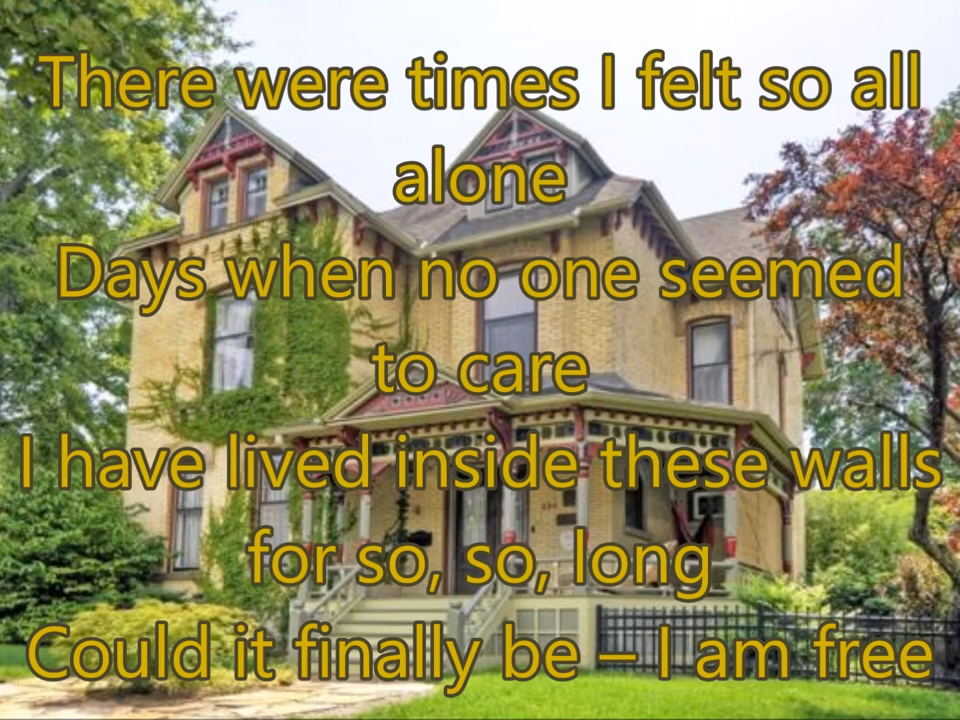 There were times I felt so all
alone
Days when no one seemed
to care
I have lived inside these walls
for so, so, long
Could it finally be – I am free